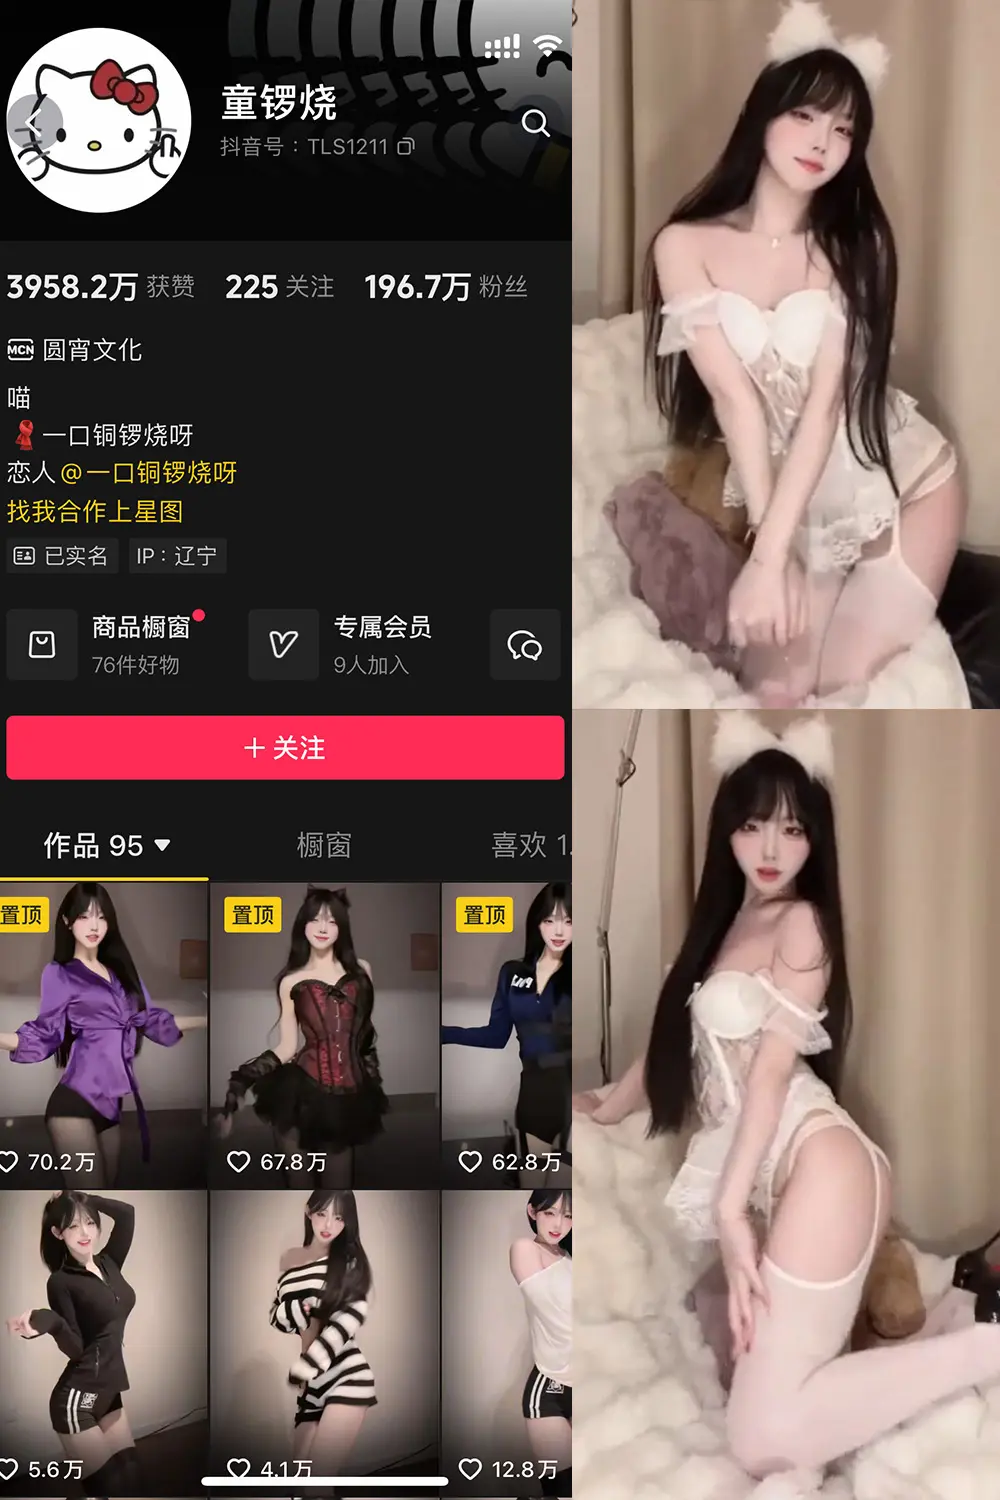 童锣烧
抖音号：TLS1211
3958.2万 获赞 225 关注 196.7万 粉丝
MCN 圆宵文化
喵
一口铜锣烧呀
恋人@一口铜锣烧呀
找我合作上星图
已实名 IP：辽宁
商品橱窗 专属会员
76件好物 9人加入
+ 关注
作品 95 橱窗 喜欢 1.
置顶 置顶 置顶
70.2万 67.8万 62.8万
5.6万 4.1万 12.8万